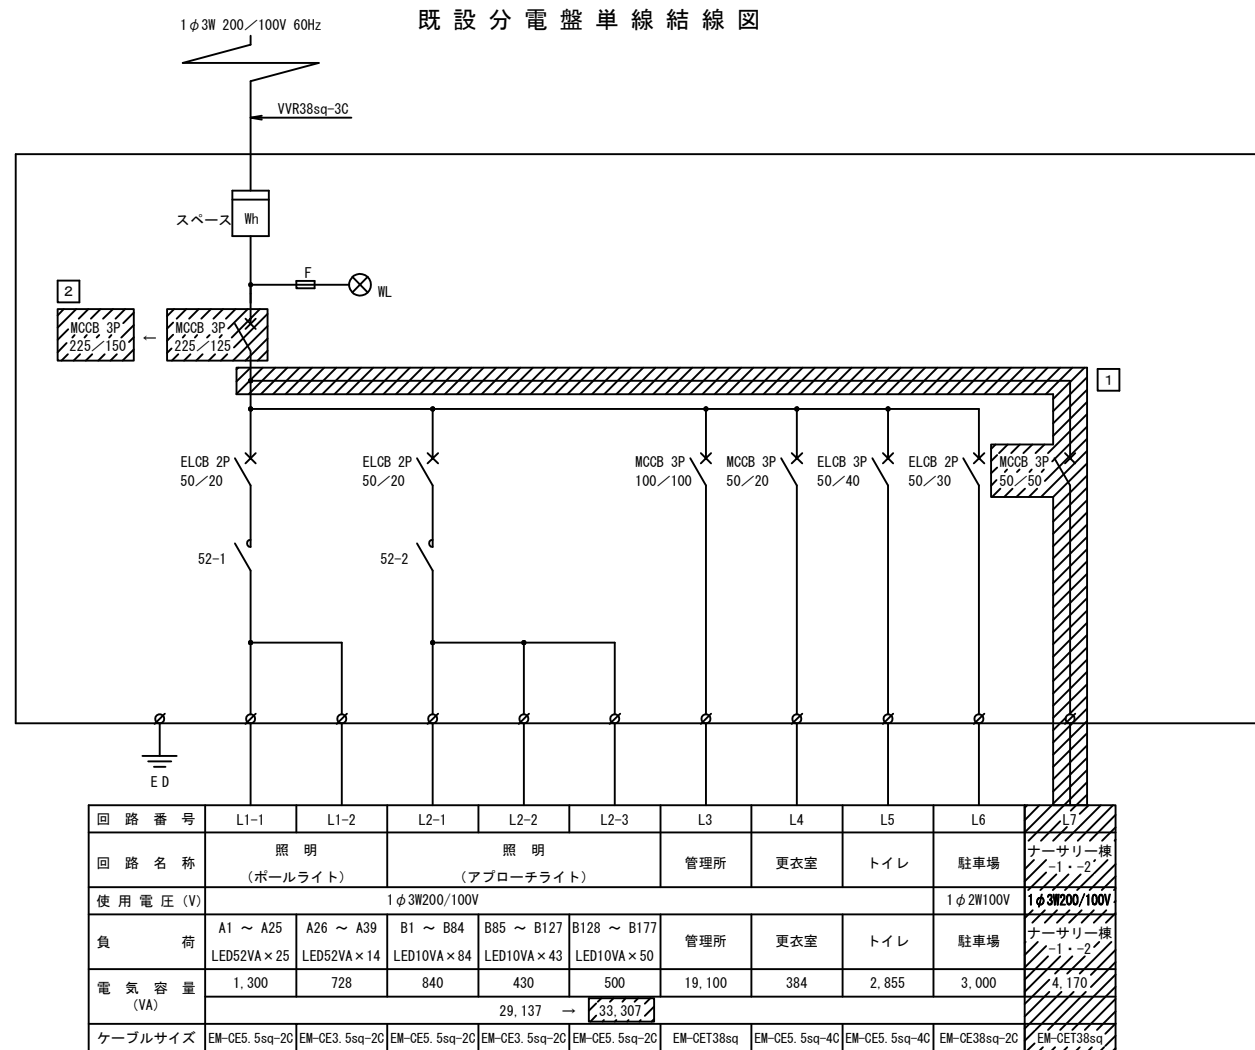 既設分電盤単線結線図
1φ3W 200／100V 60Hz
VVR38sq-3C
スペース
Wh
F
WL
2
MCCB 3P
225／150
←
MCCB 3P
225／125
1
ELCB 2P
50／20
ELCB 2P
50／20
MCCB 3P
100／100
MCCB 3P
50／20
ELCB 3P
50／40
ELCB 2P
50／30
MCCB 3P
50／50
52-1
52-2
ED
回路番号 L1-1 L1-2 L2-1 L2-2 L2-3 L3 L4 L5 L6 L7
回路名称 照明 照明 管理所 更衣室 トイレ 駐車場 ナーサリー棟
（ポールライト） （アプローチライト） -1・-2
使用電圧(V) 1φ3W200/100V 1φ2W100V 1φ3W200/100V
負荷 A1 ～ A25 A26 ～ A39 B1 ～ B84 B85 ～ B127 B128 ～ B177 管理所 更衣室 トイレ 駐車場 ナーサリー棟
LED52VA×25 LED52VA×14 LED10VA×84 LED10VA×43 LED10VA×50 -1・-2
電気容量 1,300 728 840 430 500 19,100 384 2,855 3,000 4,170
(VA) 29,137 → 33,307
ケーブルサイズ EM-CE5.5sq-2C EM-CE3.5sq-2C EM-CE5.5sq-2C EM-CE3.5sq-2C EM-CE5.5sq-2C EM-CET38sq EM-CE5.5sq-4C EM-CE5.5sq-4C EM-CE38sq-2C EM-CET38sq